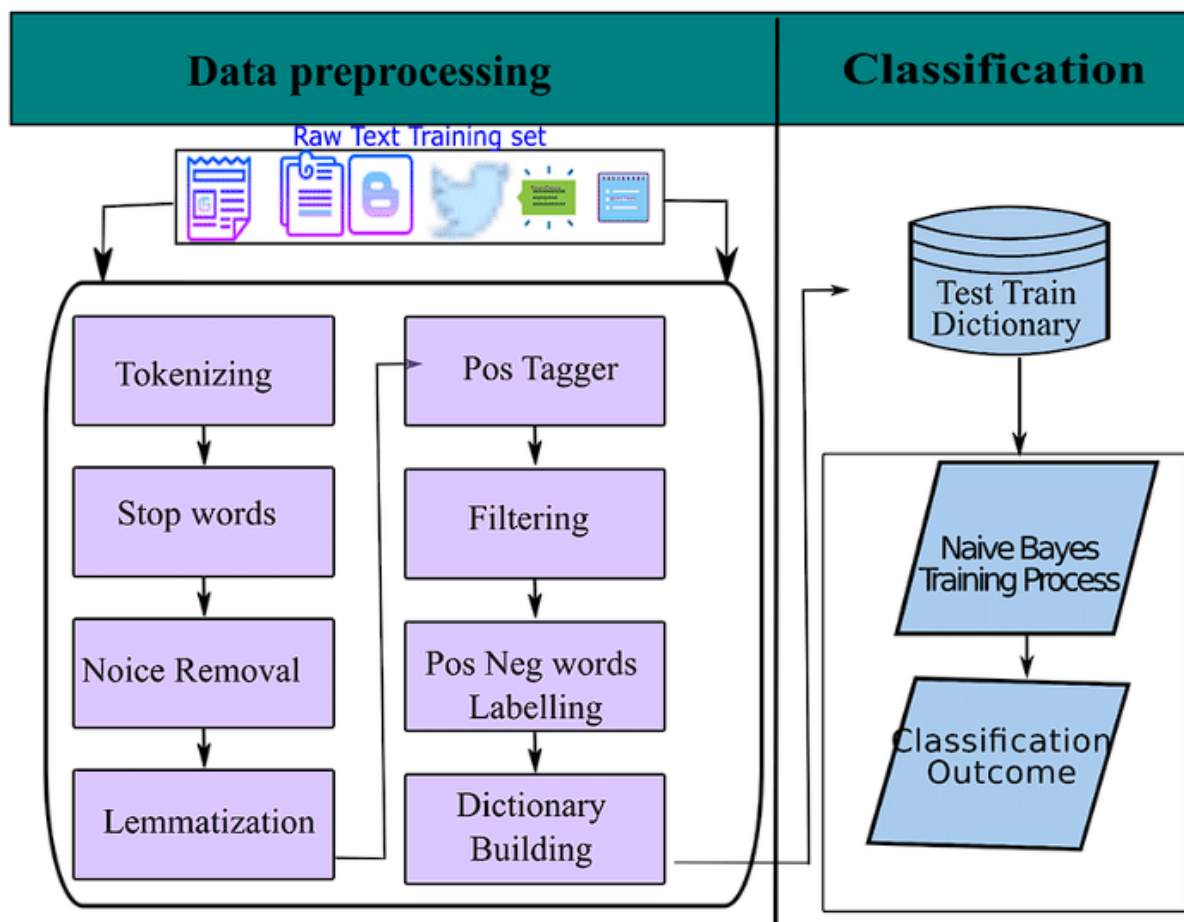 Data preprocessing
Classification
Raw Text Training set
Tokenizing
Stop words
Noice Removal
Lemmatization
Pos Tagger
Filtering
Pos Neg words
Labelling
Dictionary
Building
Test Train
Dictionary
Naive Bayes
Training Process
Classification
Outcome